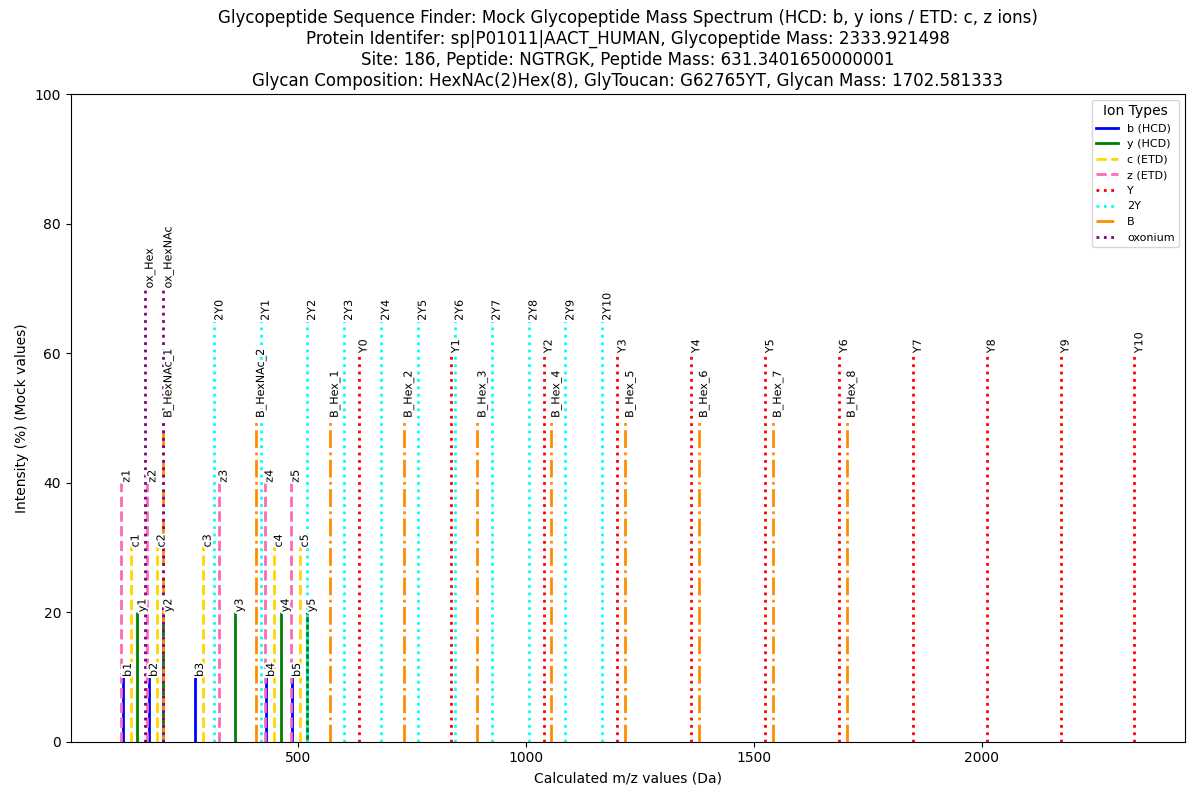 Glycopeptide Sequence Finder: Mock Glycopeptide Mass Spectrum (HCD: b, y ions / ETD: c, z ions)
Protein Identifer: sp|P01011|AACT_HUMAN, Glycopeptide Mass: 2333.921498
Site: 186, Peptide: NGTRGK, Peptide Mass: 631.3401650000001
Glycan Composition: HexNAc(2)Hex(8), GlyToucan: G62765YT, Glycan Mass: 1702.581333
100
80
60
40
20
0
Intensity (%) (Mock values)
Ion Types
b (HCD)
y (HCD)
c (ETD)
z (ETD)
Y
2Y
B
oxonium
ox_Hex
ox_HexNAc
2Y0
2Y1
2Y2
2Y3
2Y4
2Y5
2Y6
2Y7
2Y8
2Y9
2Y10
Y0
Y1
Y2
Y3
Y4
Y5
Y6
Y7
Y8
Y9
Y10
B_HexNAc_1
B_HexNAc_2
B_Hex_1
B_Hex_2
B_Hex_3
B_Hex_4
B_Hex_5
B_Hex_6
B_Hex_7
B_Hex_8
z1
z2
z3
z4
z5
c1
c2
c3
c4
c5
y1
y2
y3
y4
y5
b1
b2
b3
b4
b5
500
1000
1500
2000
Calculated m/z values (Da)